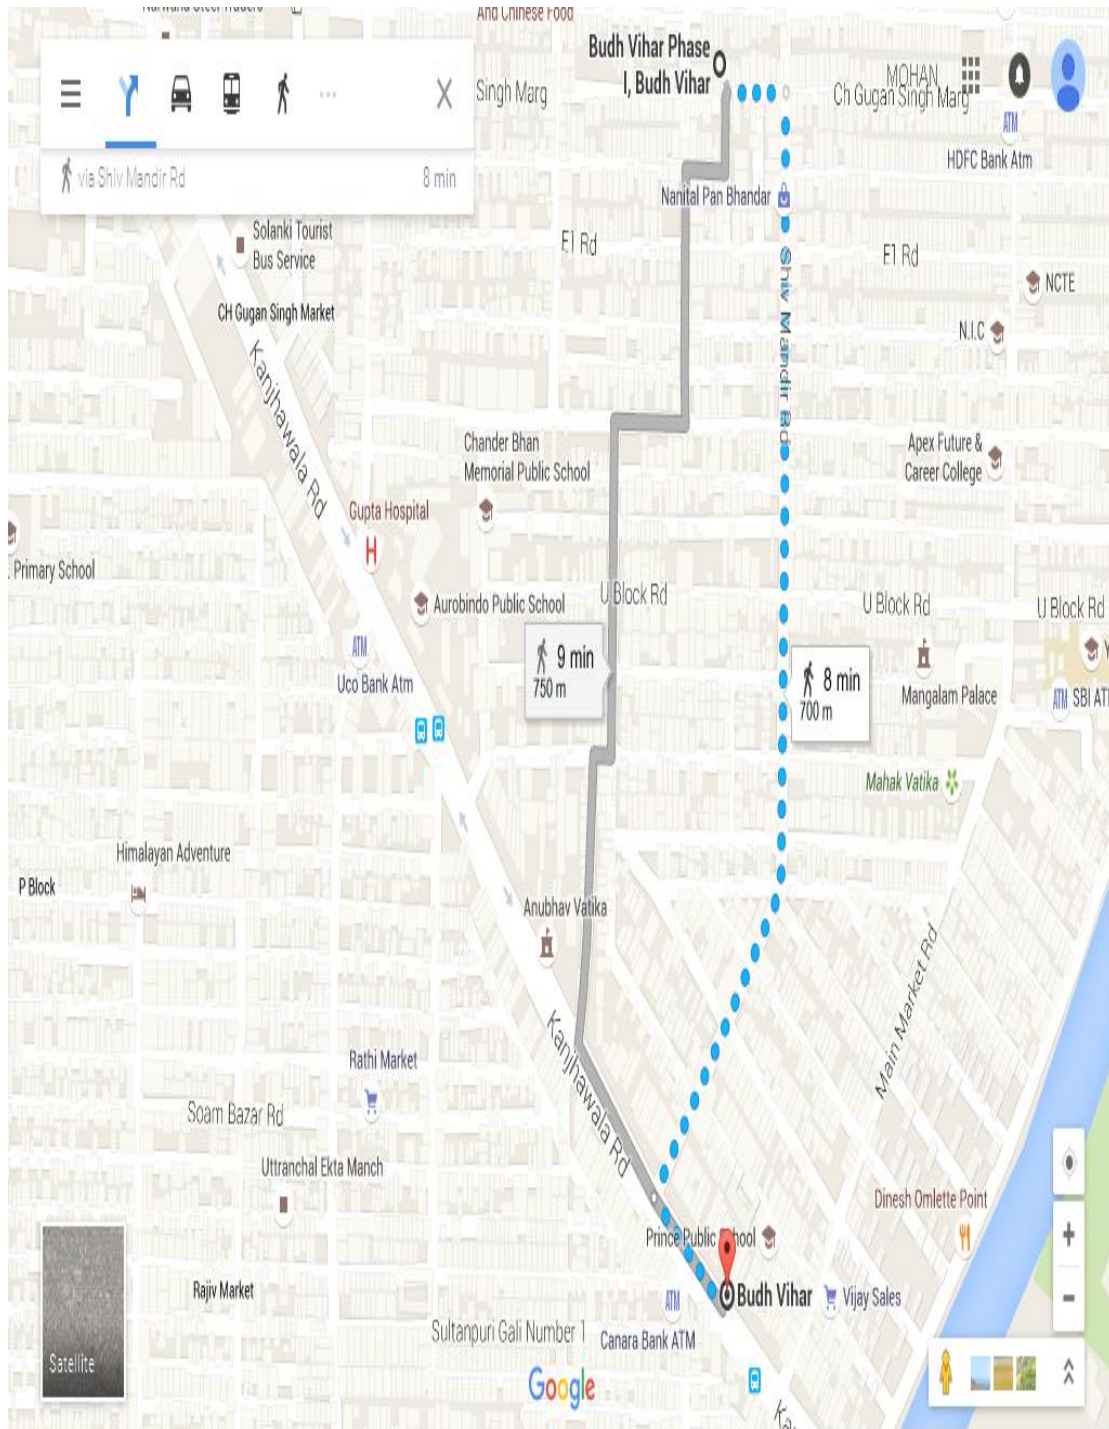 And Chinese Food
Budh Vihar Phase
I, Budh Vihar
MOHAN
Singh Marg
Ch Gugan Singh Marg
ATM
HDFC Bank Atm
via Shiv Mandir Rd
8 min
Nanital Pan Bhandar
Solanki Tourist
Bus Service
E1 Rd
E1 Rd
Shiv Mandir Rd
NCTE
CH Gugan Singh Market
N.I.C
Kanjhawala Rd
Chander Bhan
Memorial Public School
Apex Future &
Career College
Gupta Hospital
H
Primary School
Aurobindo Public School
U Block Rd
U Block Rd
U Block Rd
ATM
Uco Bank Atm
9 min
750 m
8 min
700 m
Mangalam Palace
ATM SBI ATM
Mahak Vatika
Himalayan Adventure
P Block
Anubhav Vatika
Main Market Rd
Kanjhawala Rd
Rathi Market
Soam Bazar Rd
Uttranchal Ekta Manch
Dinesh Omlette Point
Prince Public School
Rajiv Market
ATM
Budh Vihar
Vijay Sales
Sultanpuri Gali Number 1
Canara Bank ATM
Satellite
Google